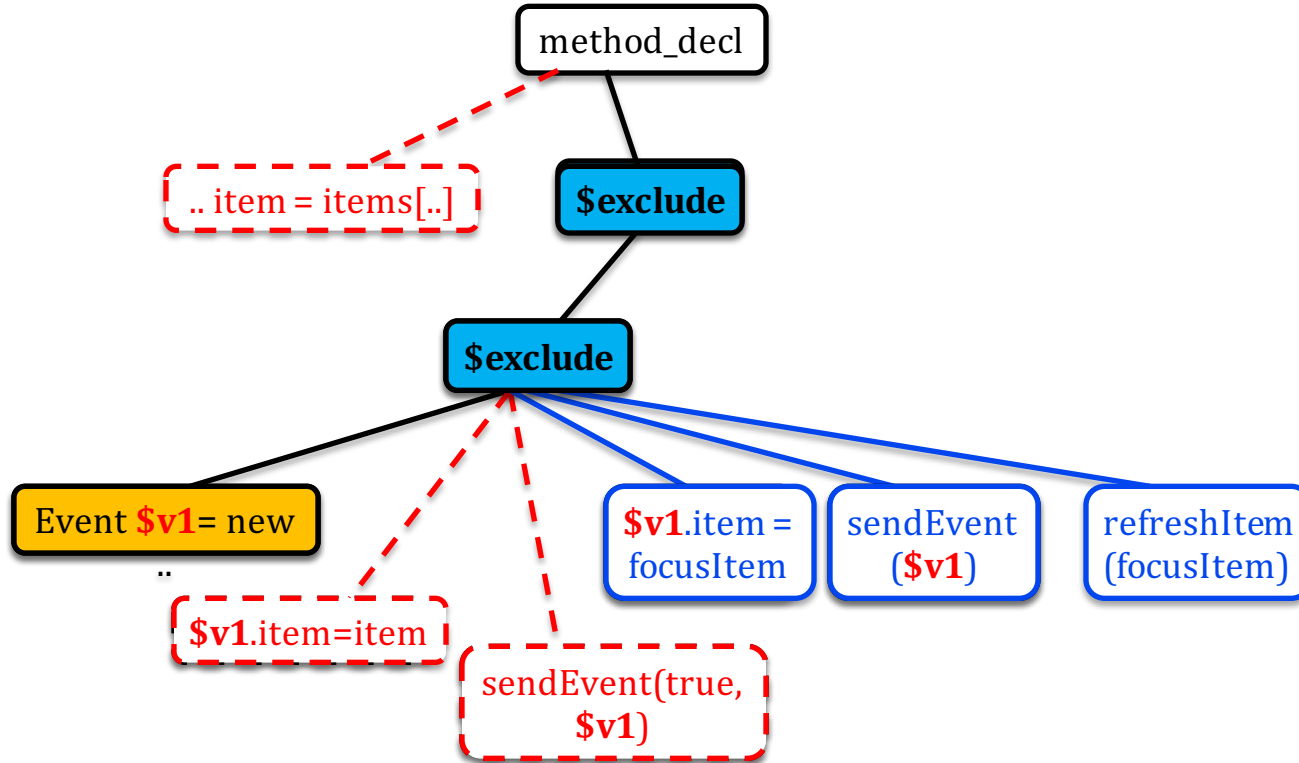 method_decl
.. item = items[..]
$exclude
$exclude
Event $v1= new
..
$v1.item=item
sendEvent(true,
$v1)
$v1.item =
focusItem
sendEvent
($v1)
refreshItem
(focusItem)